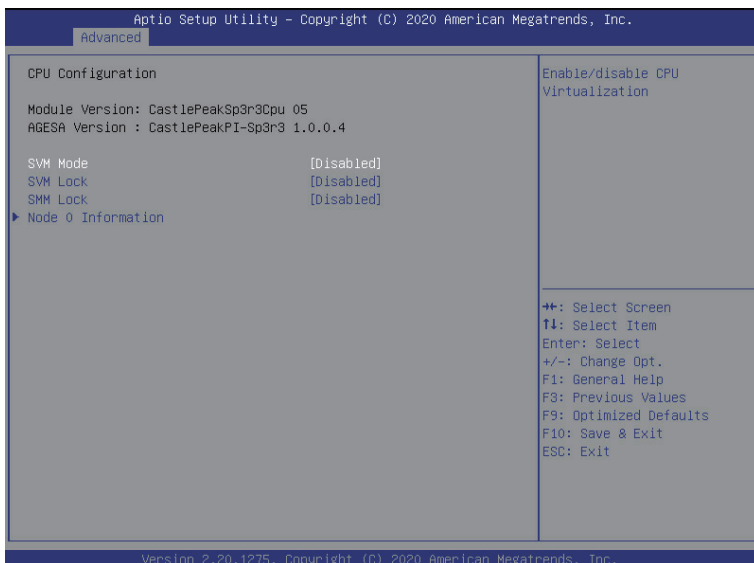 Aptio Setup Utility – Copyright (C) 2020 American Megatrends, Inc.
Advanced
CPU Configuration
Module Version: CastlePeakSp3r3Cpu 05
AGESA Version : CastlePeakPI-Sp3r3 1.0.0.4
SVM Mode [Disabled]
SVM Lock [Disabled]
SMM Lock [Disabled]
Node 0 Information
Enable/disable CPU
Virtualization
→←: Select Screen
↑↓: Select Item
Enter: Select
+/-: Change Opt.
F1: General Help
F3: Previous Values
F9: Optimized Defaults
F10: Save & Exit
ESC: Exit
Version 2.20.1275. Copyright (C) 2020 American Megatrends, Inc.